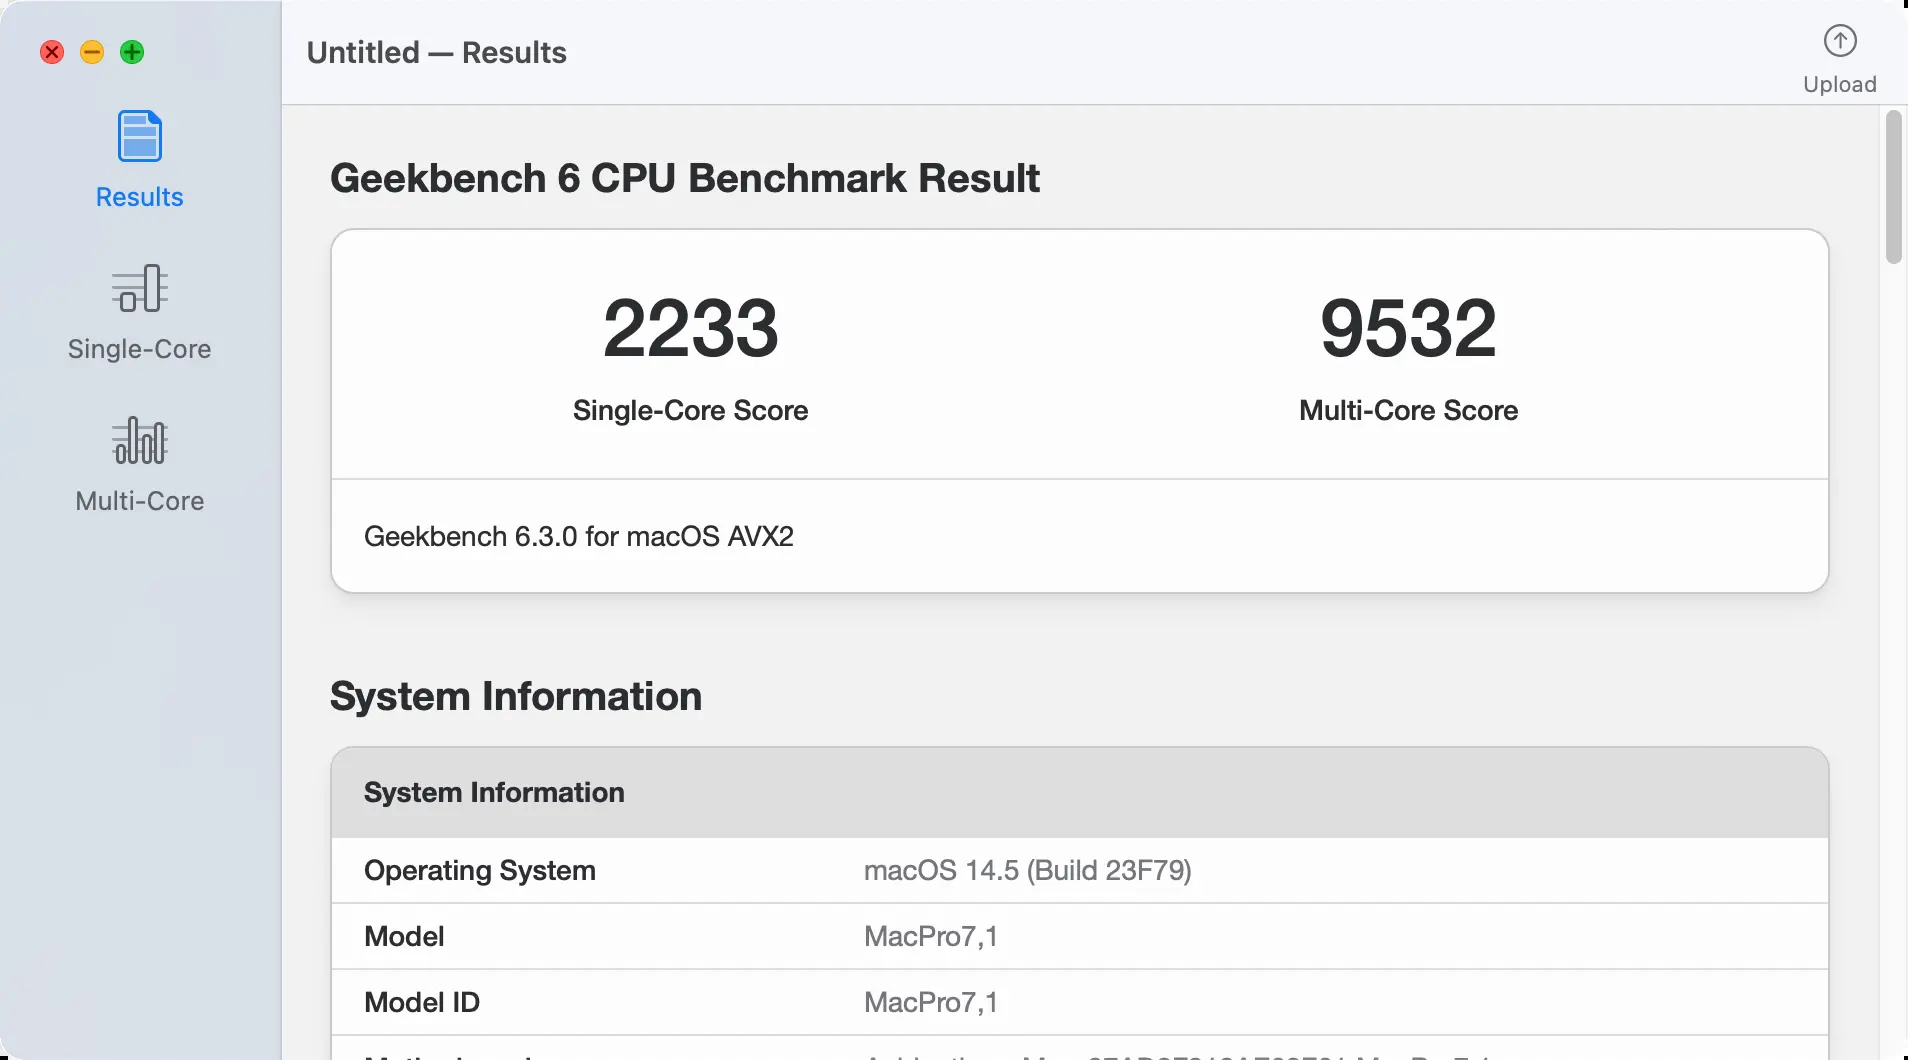 Untitled — Results
Upload
Results
Single-Core
Multi-Core
Geekbench 6 CPU Benchmark Result
2233
Single-Core Score
9532
Multi-Core Score
Geekbench 6.3.0 for macOS AVX2
System Information
System Information
Operating System macOS 14.5 (Build 23F79)
Model MacPro7,1
Model ID MacPro7,1